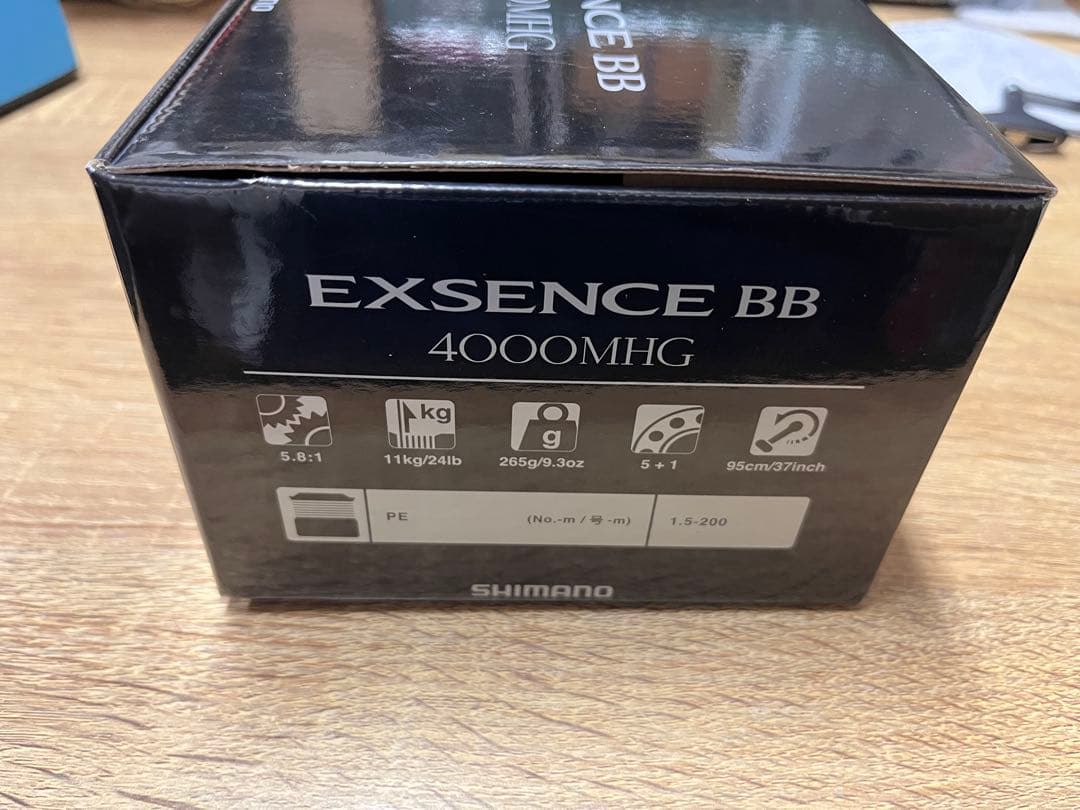 NCE BB
MHG
EXSENCE BB
4000MHG
kg
g
5.8:1
11kg/24lb
265g/9.3oz
5+1
95cm/37inch
PE (No.-m / 号 -m) 1.5-200
SHIMANO